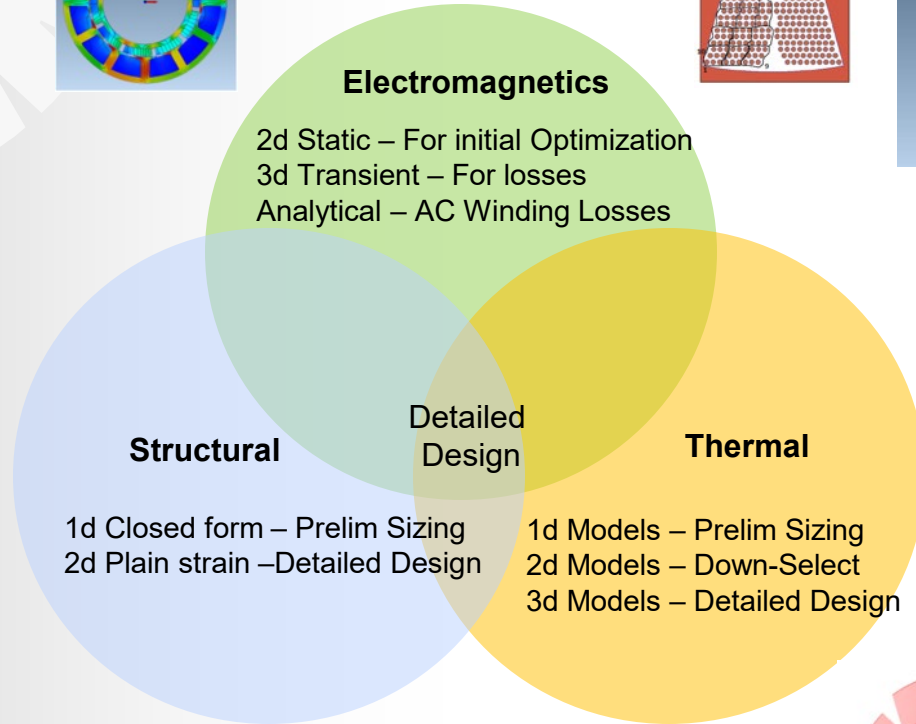 Electromagnetics
2d Static – For initial Optimization
3d Transient – For losses
Analytical – AC Winding Losses
Detailed
Design
Structural
1d Closed form – Prelim Sizing
2d Plain strain –Detailed Design
Thermal
1d Models – Prelim Sizing
2d Models – Down-Select
3d Models – Detailed Design